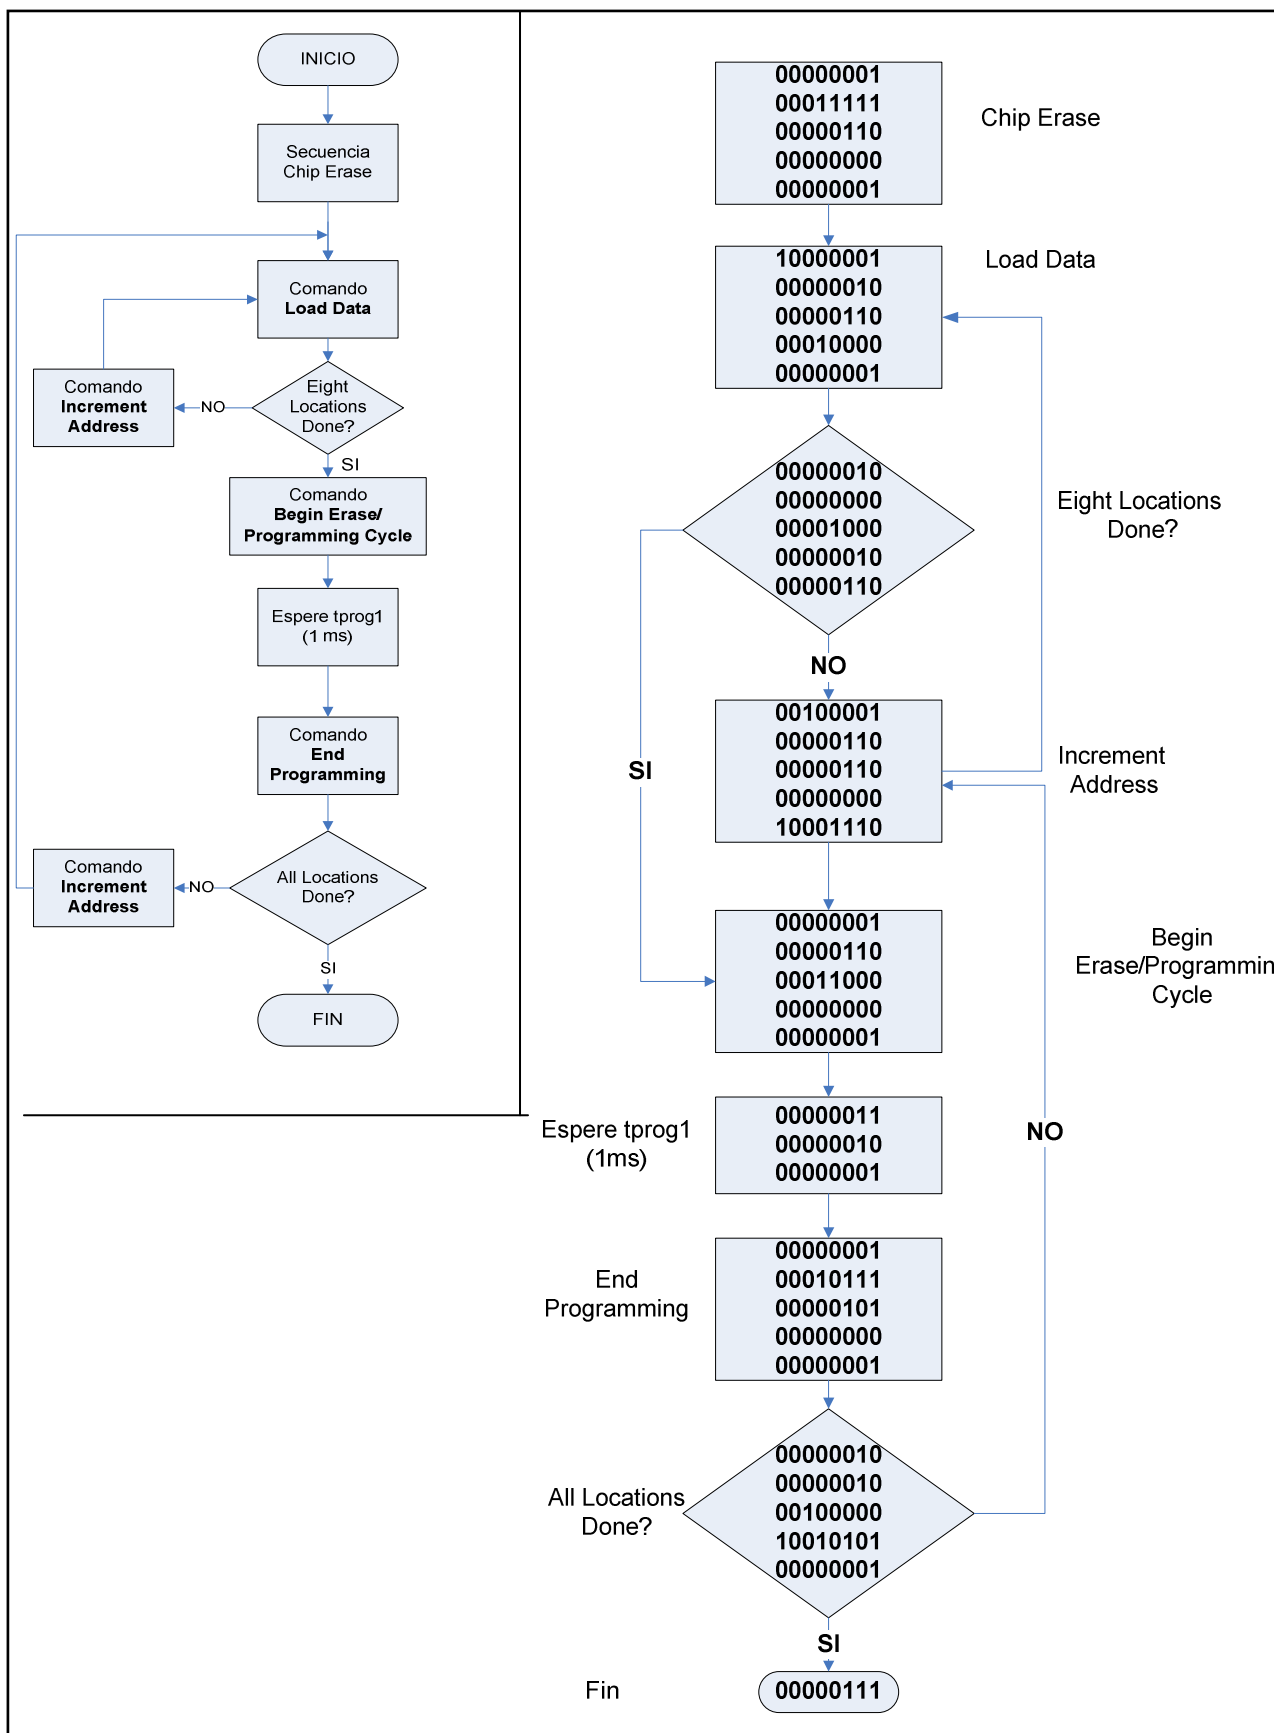 INICIO
Secuencia
Chip Erase
Comando
Load Data
Eight
Locations
Done?
NO
Comando
Increment
Address
SI
Comando
Begin Erase/
Programming Cycle
Espere tprog1
(1 ms)
Comando
End
Programming
All Locations
Done?
NO
Comando
Increment
Address
SI
FIN
00000001
00011111
00000110
00000000
00000001
Chip Erase
10000001
00000010
00000110
00010000
00000001
Load Data
00000010
00000000
00001000
00000010
00000110
Eight Locations
Done?
NO
SI
00100001
00000110
00000110
00000000
10001110
Increment
Address
00000001
00000110
00011000
00000000
00000001
Begin
Erase/Programmin
Cycle
Espere tprog1
(1ms)
00000011
00000010
00000001
NO
End
Programming
00000001
00010111
00000101
00000000
00000001
All Locations
Done?
00000010
00000010
00100000
10010101
00000001
SI
Fin
00000111